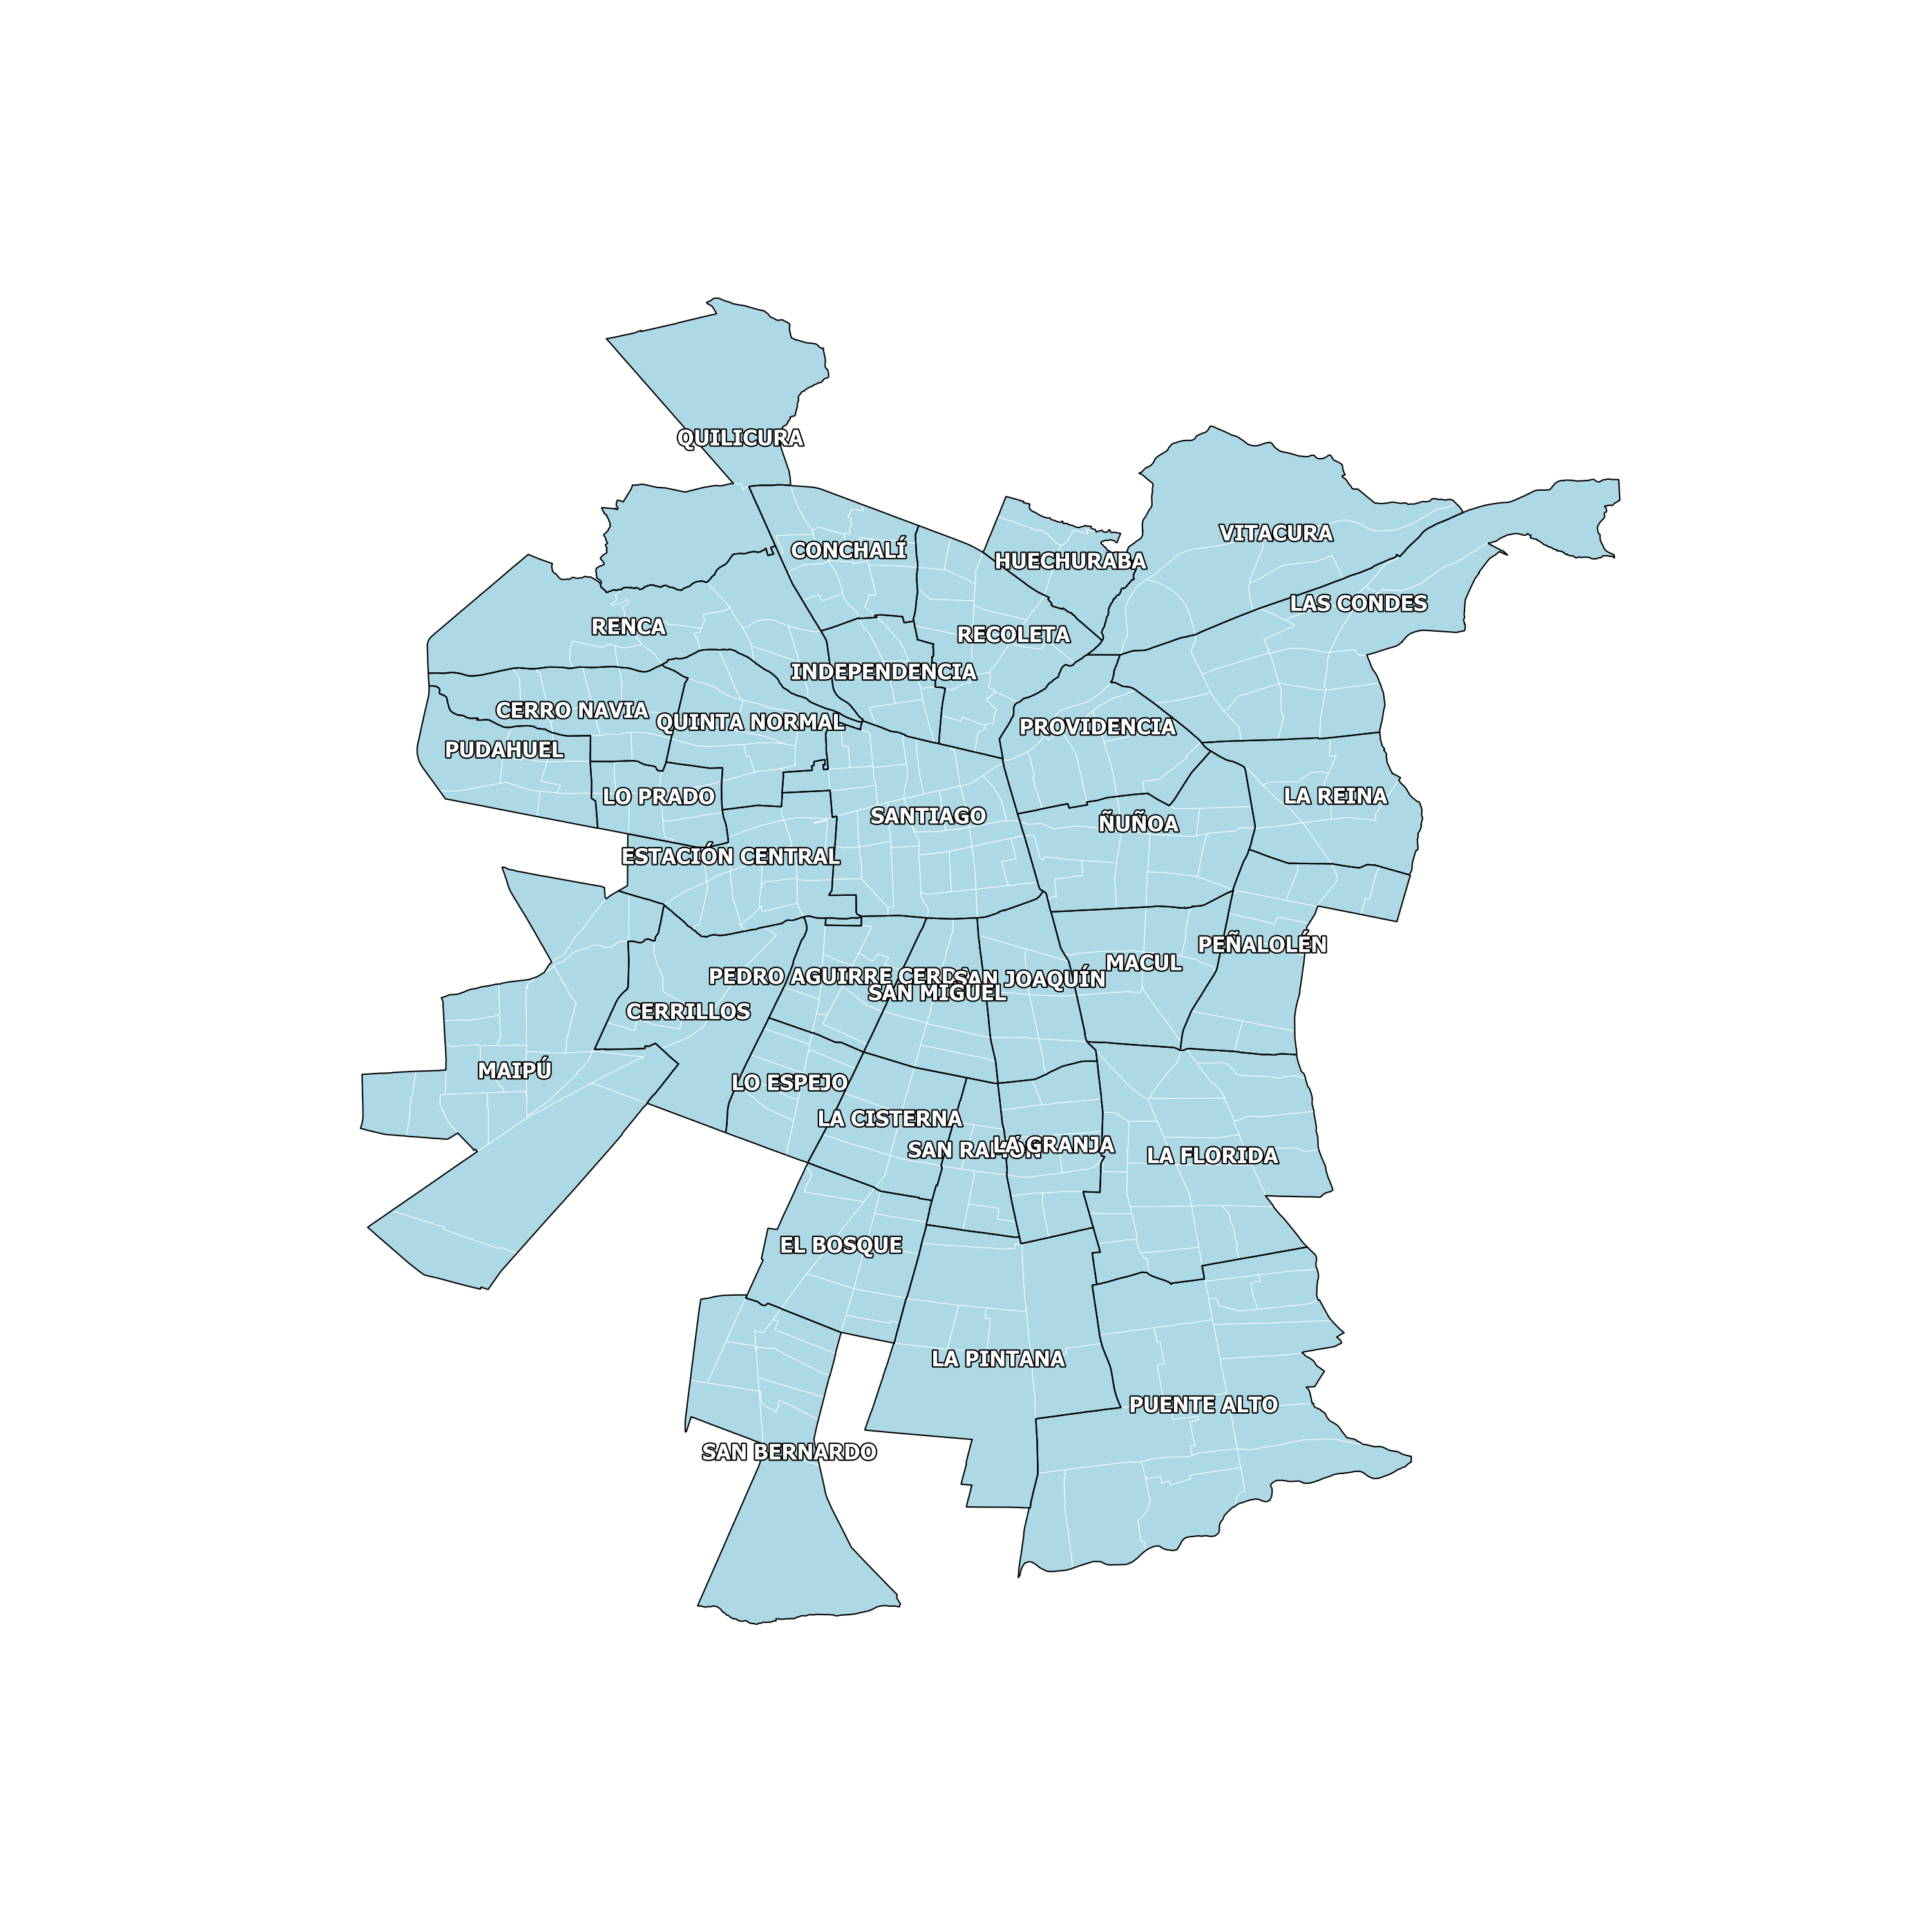 QUILICURA
VITACURA
CONCHALÍ
HUECHURABA
LAS CONDES
RENCA
RECOLETA
INDEPENDENCIA
CERRO NAVIA
QUINTA NORMAL
PROVIDENCIA
PUDAHUEL
LO PRADO
LA REINA
SANTIAGO
ÑUÑOA
ESTACIÓN CENTRAL
PEÑALOLÉN
MACUL
PEDRO AGUIRRE CERDA
SAN JOAQUÍN
SAN MIGUEL
CERRILLOS
MAIPÚ
LO ESPEJO
LA CISTERNA
LA GRANJA
SAN RAMÓN
LA FLORIDA
EL BOSQUE
LA PINTANA
PUENTE ALTO
SAN BERNARDO